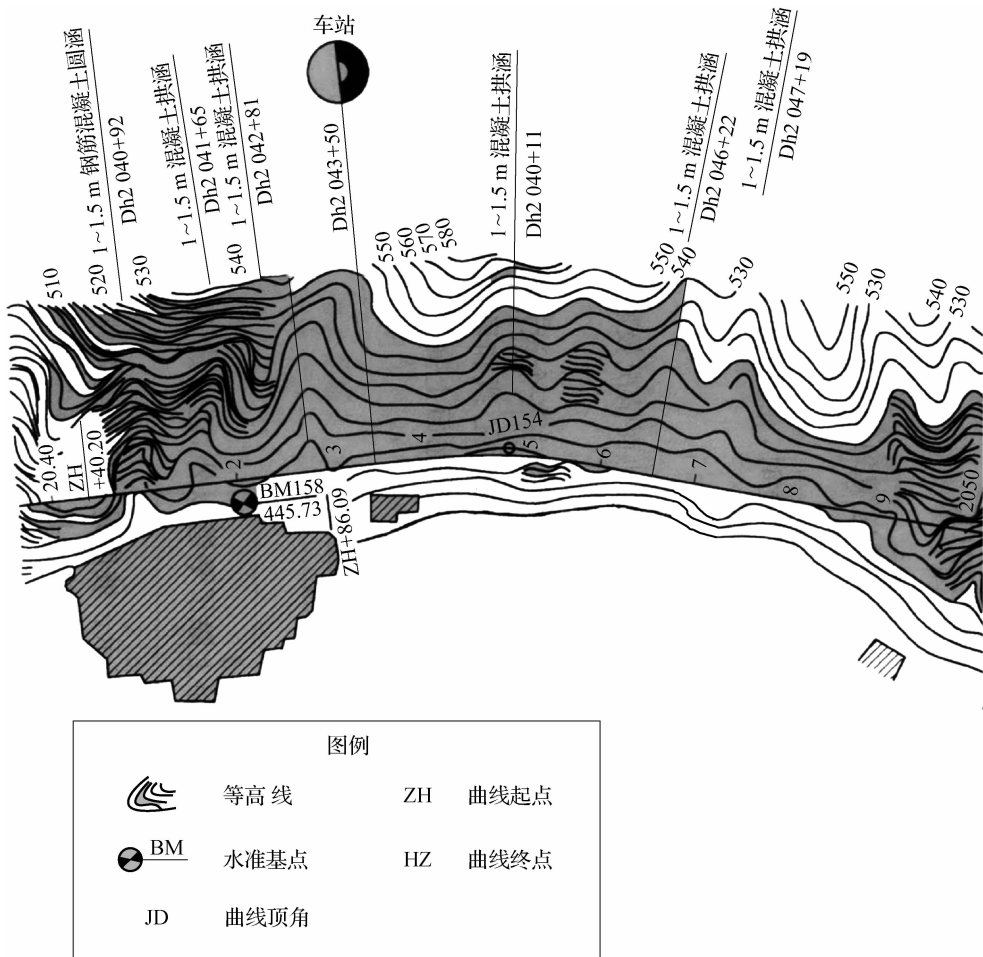 车站
1~1.5 m 钢筋混凝土圆涵
Dh2 040+92
1~1.5 m 混凝土拱涵
Dh2 041+65
1~1.5 m 混凝土拱涵
Dh2 042+81
Dh2 043+50
1~1.5 m 混凝土拱涵
Dh2 040+11
1~1.5 m 混凝土拱涵
Dh2 046+22
1~1.5 m 混凝土拱涵
Dh2 047+19
510
520
530
540
550
560
570
580
550
540
530
550
530
540
530
20.40
ZH
+40.20
2
3
4
JD154
5
6
7
8
9
2050
BM158
445.73
ZH+86.09
图例
等高 线
ZH 曲线起点
BM
水准基点
HZ 曲线终点
JD 曲线顶角